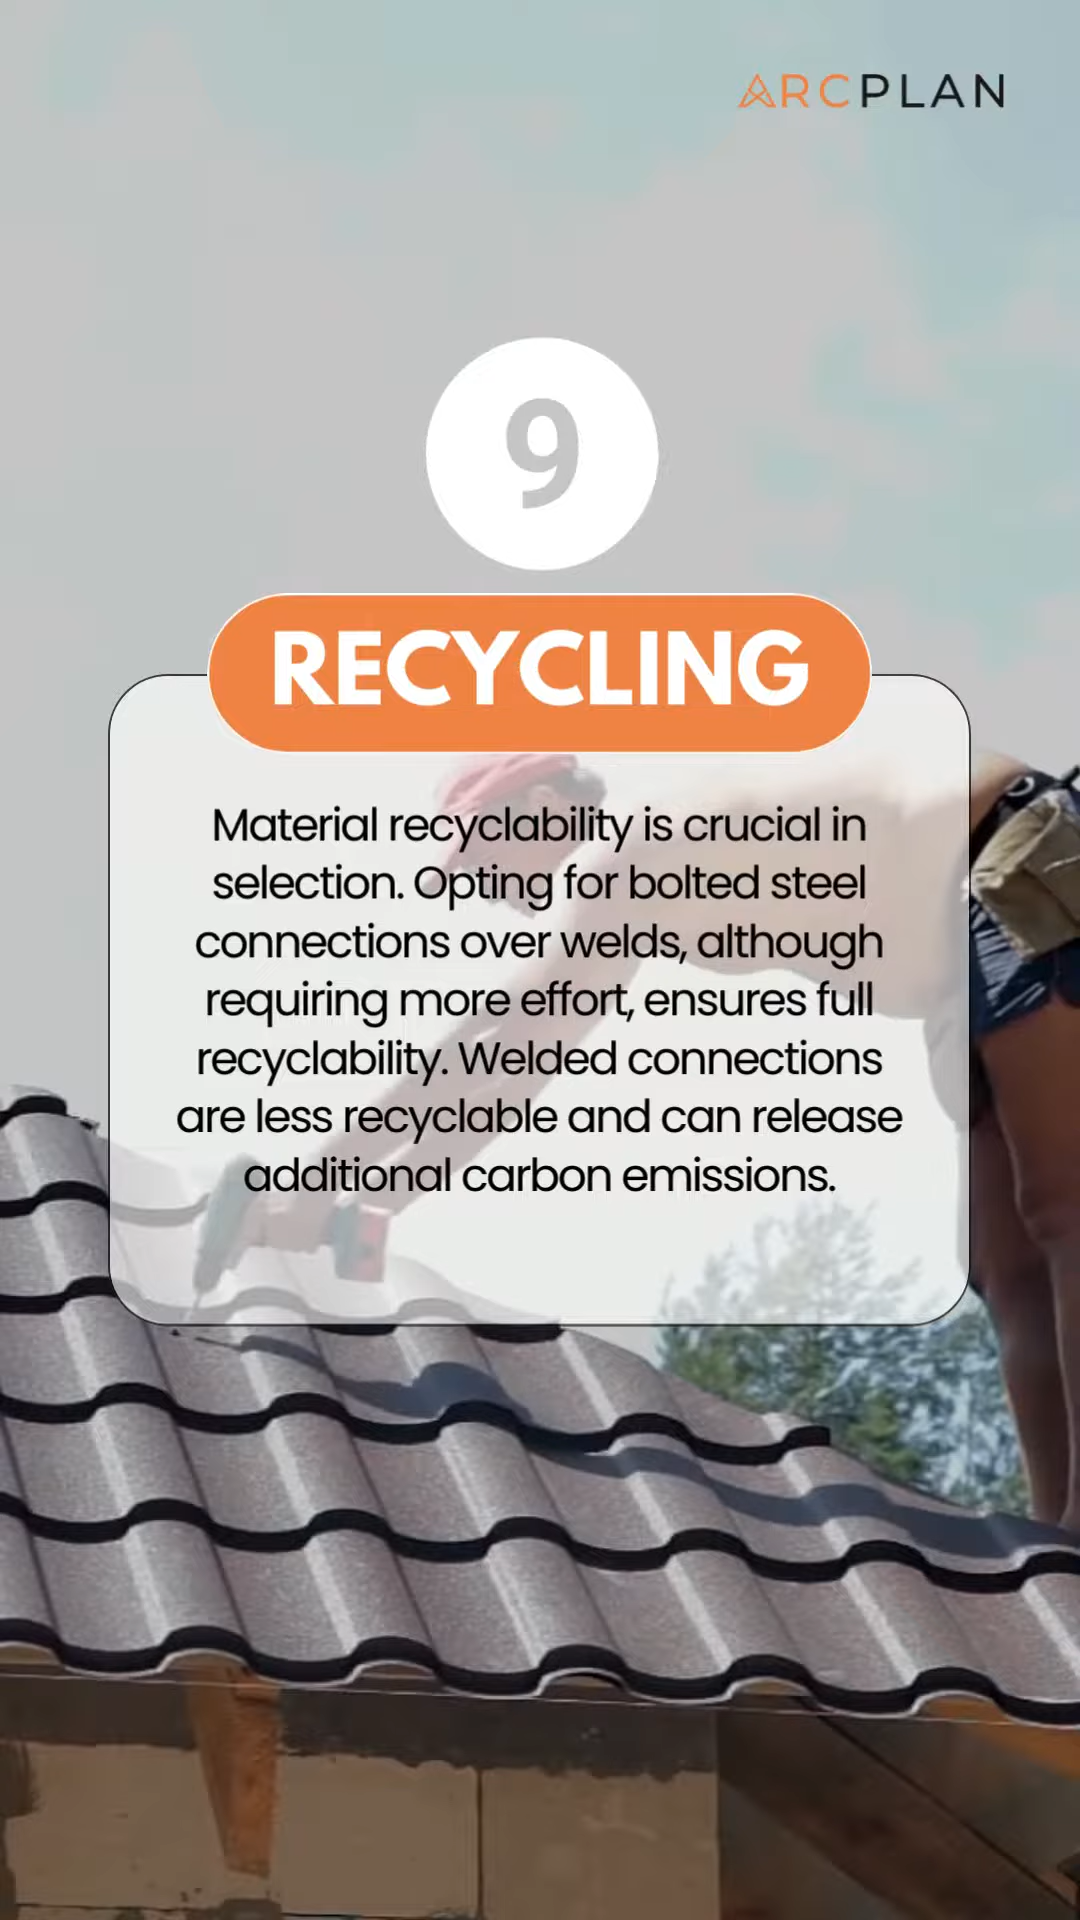 ARCPLAN
9
RECYCLING
Material recyclability is crucial in
selection. Opting for bolted steel
connections over welds, although
requiring more effort, ensures full
recyclability. Welded connections
are less recyclable and can release
additional carbon emissions.